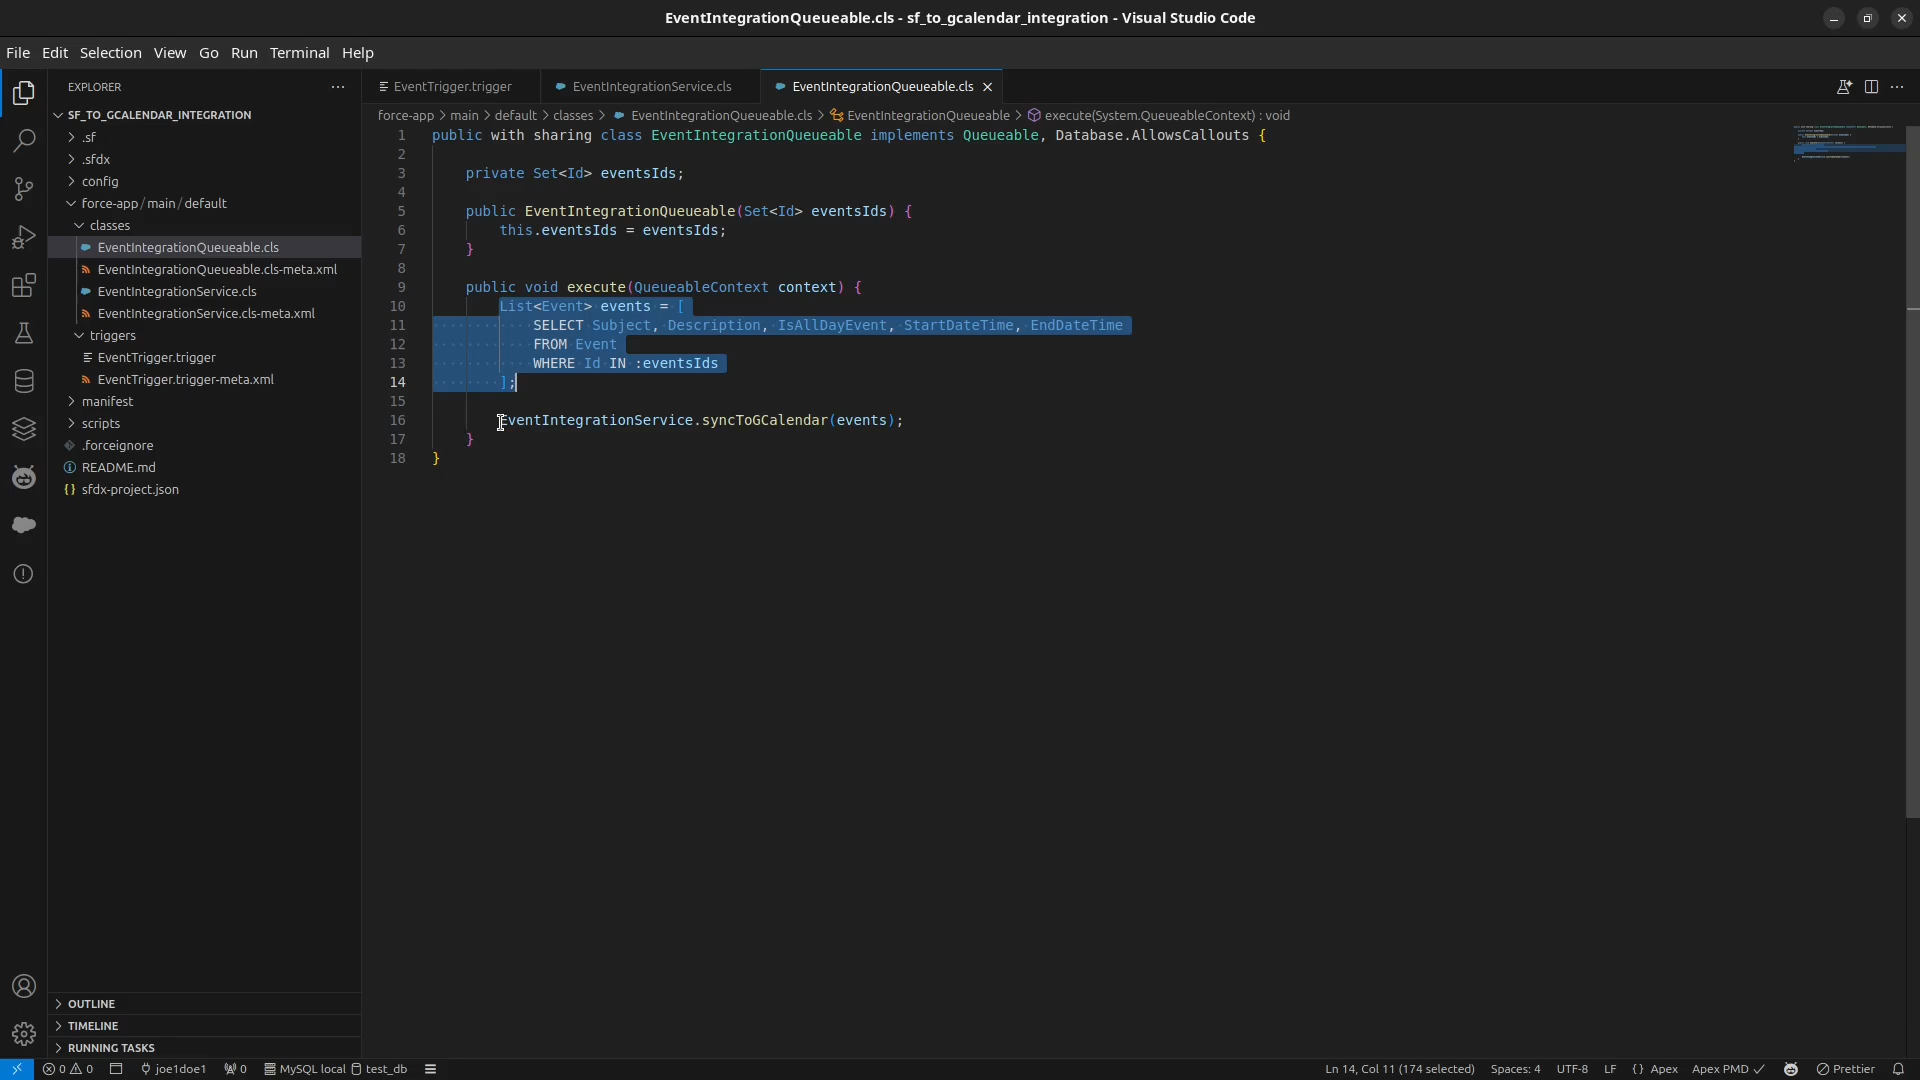 EventIntegrationQueueable.cls - sf_to_gcalendar_integration - Visual Studio Code
File Edit Selection View Go Run Terminal Help
EXPLORER
SF_TO_GCALENDAR_INTEGRATION
.sf
.sfdx
config
force-app / main / default
classes
EventIntegrationQueueable.cls
EventIntegrationQueueable.cls-meta.xml
EventIntegrationService.cls
EventIntegrationService.cls-meta.xml
triggers
EventTrigger.trigger
EventTrigger.trigger-meta.xml
manifest
scripts
.forceignore
README.md
sfdx-project.json
OUTLINE
TIMELINE
RUNNING TASKS
EventTrigger.trigger EventIntegrationService.cls EventIntegrationQueueable.cls
force-app > main > default > classes > EventIntegrationQueueable.cls > EventIntegrationQueueable > execute(System.QueueableContext) : void
1 public with sharing class EventIntegrationQueueable implements Queueable, Database.AllowsCallouts {
2
3 private Set<Id> eventsIds;
4
5 public EventIntegrationQueueable(Set<Id> eventsIds) {
6 this.eventsIds = eventsIds;
7 }
8
9 public void execute(QueueableContext context) {
10 List<Event> events = [
11 SELECT Subject, Description, IsAllDayEvent, StartDateTime, EndDateTime
12 FROM Event
13 WHERE Id IN :eventsIds
14 ];
15
16 EventIntegrationService.syncToGCalendar(events);
17 }
18 }
0 0 joe1doe1 0 MySQL local test_db Ln 14, Col 11 (174 selected) Spaces: 4 UTF-8 LF {} Apex Apex PMD Prettier